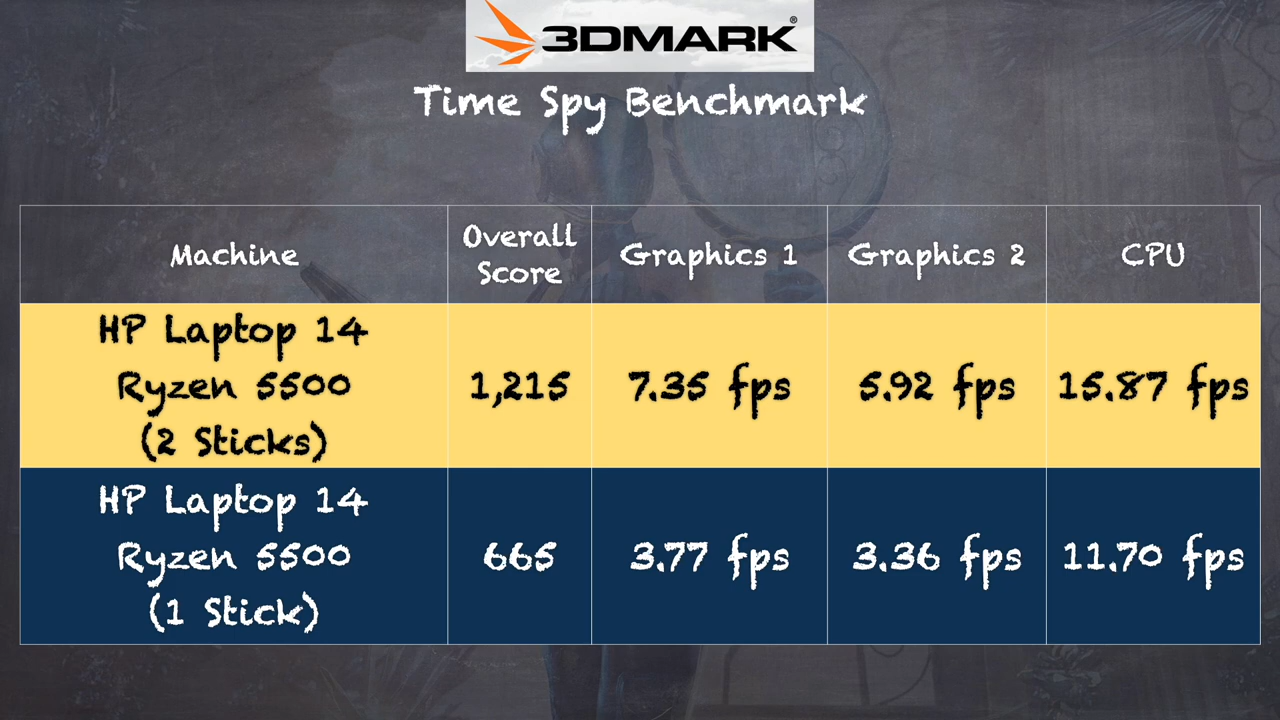 3DMARK®
Time Spy Benchmark
Machine
Overall
Score
Graphics 1
Graphics 2
CPU
HP Laptop 14
Ryzen 5500
(2 Sticks)
1,215
7.35 fps
5.92 fps
15.87 fps
HP Laptop 14
Ryzen 5500
(1 Stick)
665
3.77 fps
3.36 fps
11.70 fps